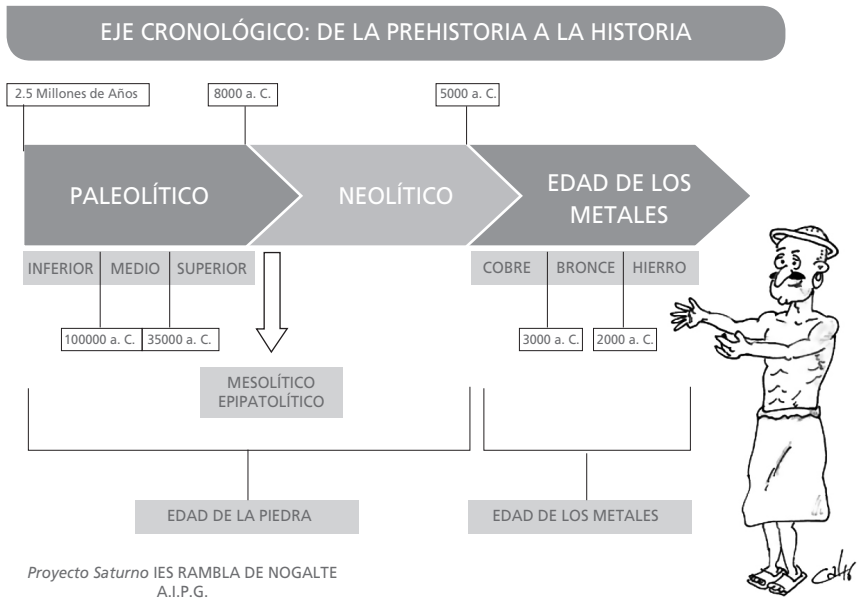 EJE CRONOLÓGICO: DE LA PREHISTORIA A LA HISTORIA
2.5 Millones de Años
8000 a. C.
5000 a. C.
PALEOLÍTICO
NEOLÍTICO
EDAD DE LOS
METALES
INFERIOR
MEDIO
SUPERIOR
COBRE
BRONCE
HIERRO
100000 a. C.
35000 a. C.
3000 a. C.
2000 a. C.
MESOLÍTICO
EPIPATOLÍTICO
EDAD DE LA PIEDRA
EDAD DE LOS METALES
Proyecto Saturno IES RAMBLA DE NOGALTE
A.I.P.G.